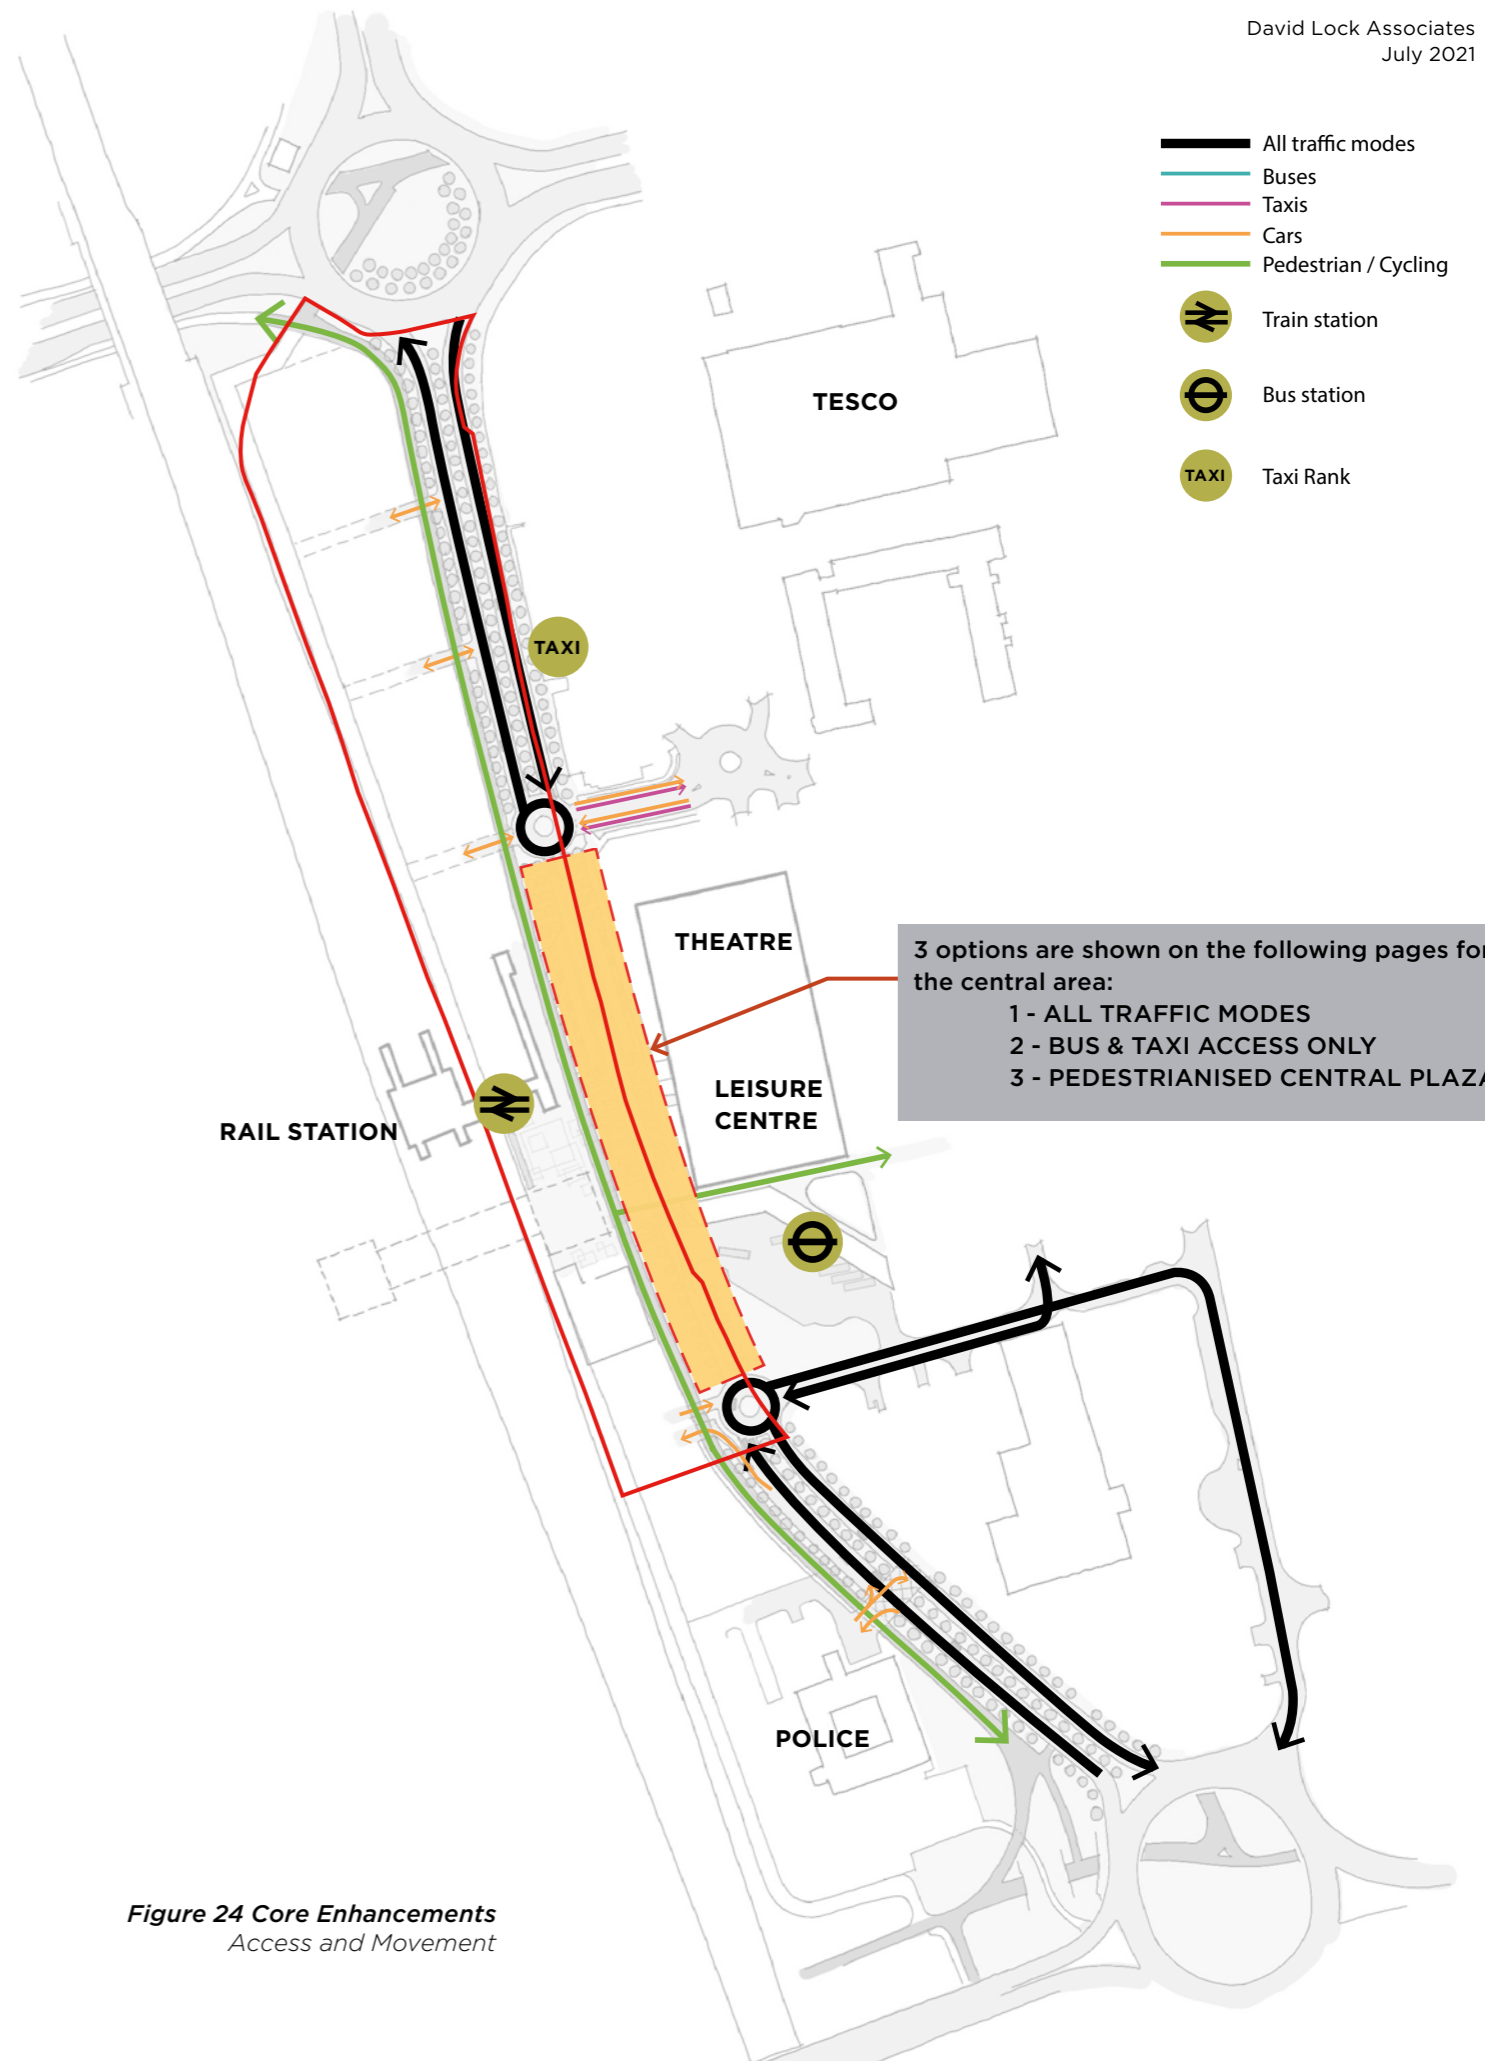 David Lock Associates
July 2021
All traffic modes
Buses
Taxis
Cars
Pedestrian / Cycling
Train station
Bus station
TAXI
Taxi Rank
TESCO
TAXI
THEATRE
3 options are shown on the following pages for
the central area:
1 - ALL TRAFFIC MODES
2 - BUS & TAXI ACCESS ONLY
3 - PEDESTRIANISED CENTRAL PLAZA
LEISURE
CENTRE
RAIL STATION
POLICE
Figure 24 Core Enhancements
Access and Movement